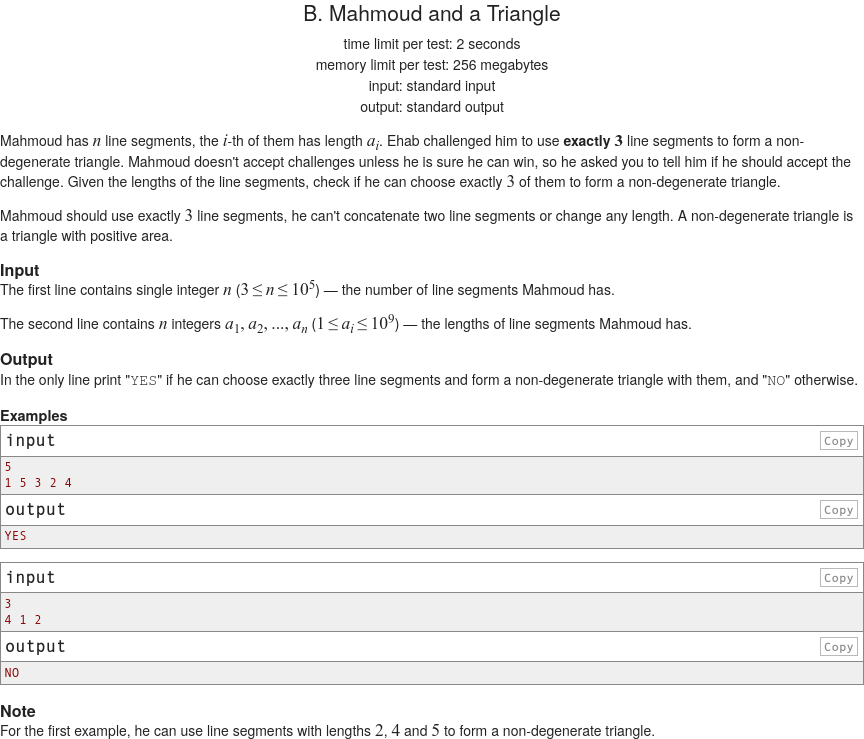 B. Mahmoud and a Triangle
time limit per test: 2 seconds
memory limit per test: 256 megabytes
input: standard input
output: standard output
Mahmoud has n line segments, the i-th of them has length a_i. Ehab challenged him to use exactly 3 line segments to form a non-
degenerate triangle. Mahmoud doesn't accept challenges unless he is sure he can win, so he asked you to tell him if he should accept the
challenge. Given the lengths of the line segments, check if he can choose exactly 3 of them to form a non-degenerate triangle.
Mahmoud should use exactly 3 line segments, he can't concatenate two line segments or change any length. A non-degenerate triangle is
a triangle with positive area.
Input
The first line contains single integer n (3 ≤ n ≤ 10^5) — the number of line segments Mahmoud has.
The second line contains n integers a_1, a_2, ..., a_n (1 ≤ a_i ≤ 10^9) — the lengths of line segments Mahmoud has.
Output
In the only line print "YES" if he can choose exactly three line segments and form a non-degenerate triangle with them, and "NO" otherwise.
Examples
input Copy
5
1 5 3 2 4
output Copy
YES
input Copy
3
4 1 2
output Copy
NO
Note
For the first example, he can use line segments with lengths 2, 4 and 5 to form a non-degenerate triangle.